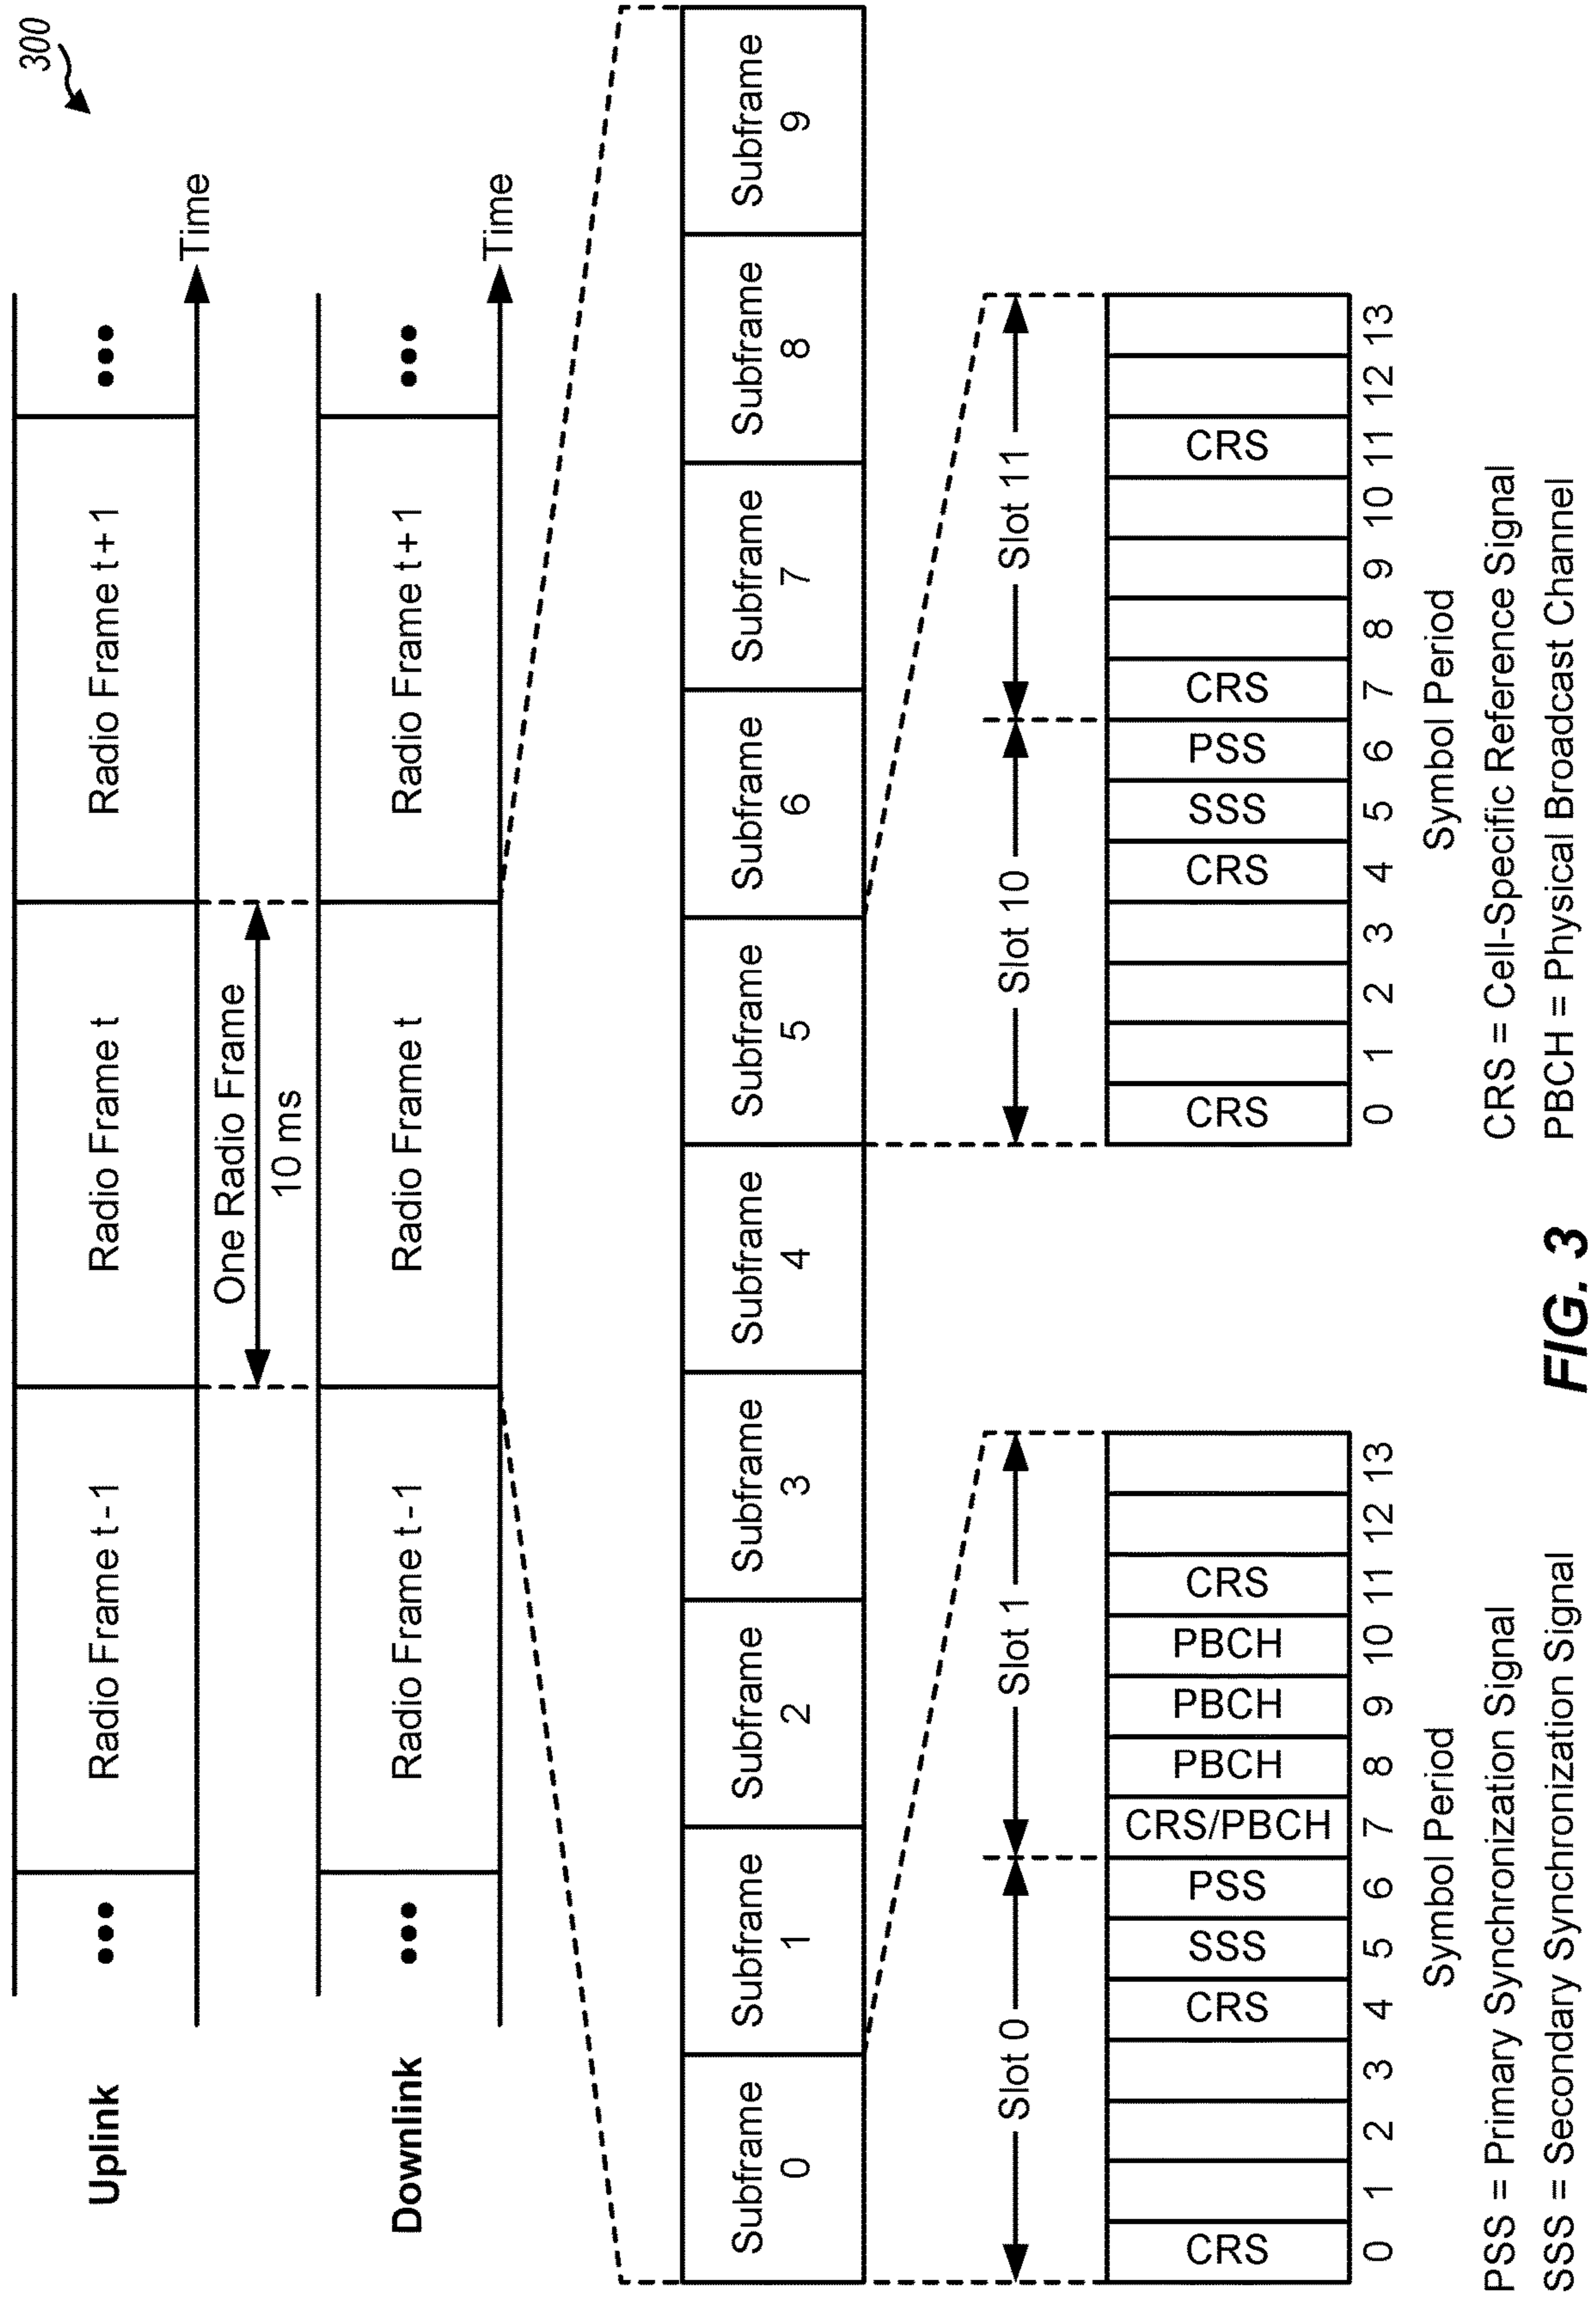 300
Uplink
••• Radio Frame t - 1 Radio Frame t Radio Frame t + 1 •••
Time
One Radio Frame
10 ms
Downlink
••• Radio Frame t - 1 Radio Frame t Radio Frame t + 1 •••
Time
Subframe 0
Subframe 1
Subframe 2
Subframe 3
Subframe 4
Subframe 5
Subframe 6
Subframe 7
Subframe 8
Subframe 9
Slot 0 Slot 1
CRS CRS SSS PSS CRS/PBCH PBCH PBCH PBCH CRS
0 1 2 3 4 5 6 7 8 9 10 11 12 13
Symbol Period
Slot 10 Slot 11
CRS CRS SSS PSS CRS CRS
0 1 2 3 4 5 6 7 8 9 10 11 12 13
Symbol Period
PSS = Primary Synchronization Signal
SSS = Secondary Synchronization Signal
CRS = Cell-Specific Reference Signal
PBCH = Physical Broadcast Channel
FIG. 3